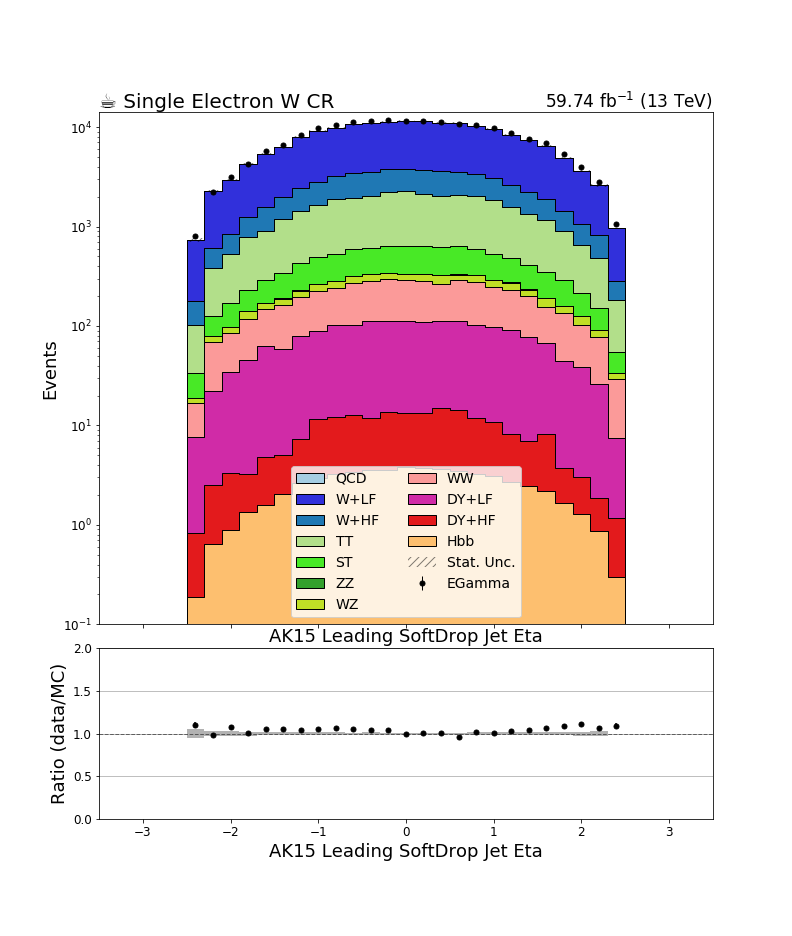 ☕ Single Electron W CR
59.74 fb⁻¹ (13 TeV)
Events
10⁴
10³
10²
10¹
10⁰
10⁻¹
QCD
W+LF
W+HF
TT
ST
ZZ
WZ
WW
DY+LF
DY+HF
Hbb
Stat. Unc.
EGamma
AK15 Leading SoftDrop Jet Eta
Ratio (data/MC)
2.0
1.5
1.0
0.5
0.0
−3 −2 −1 0 1 2 3
AK15 Leading SoftDrop Jet Eta